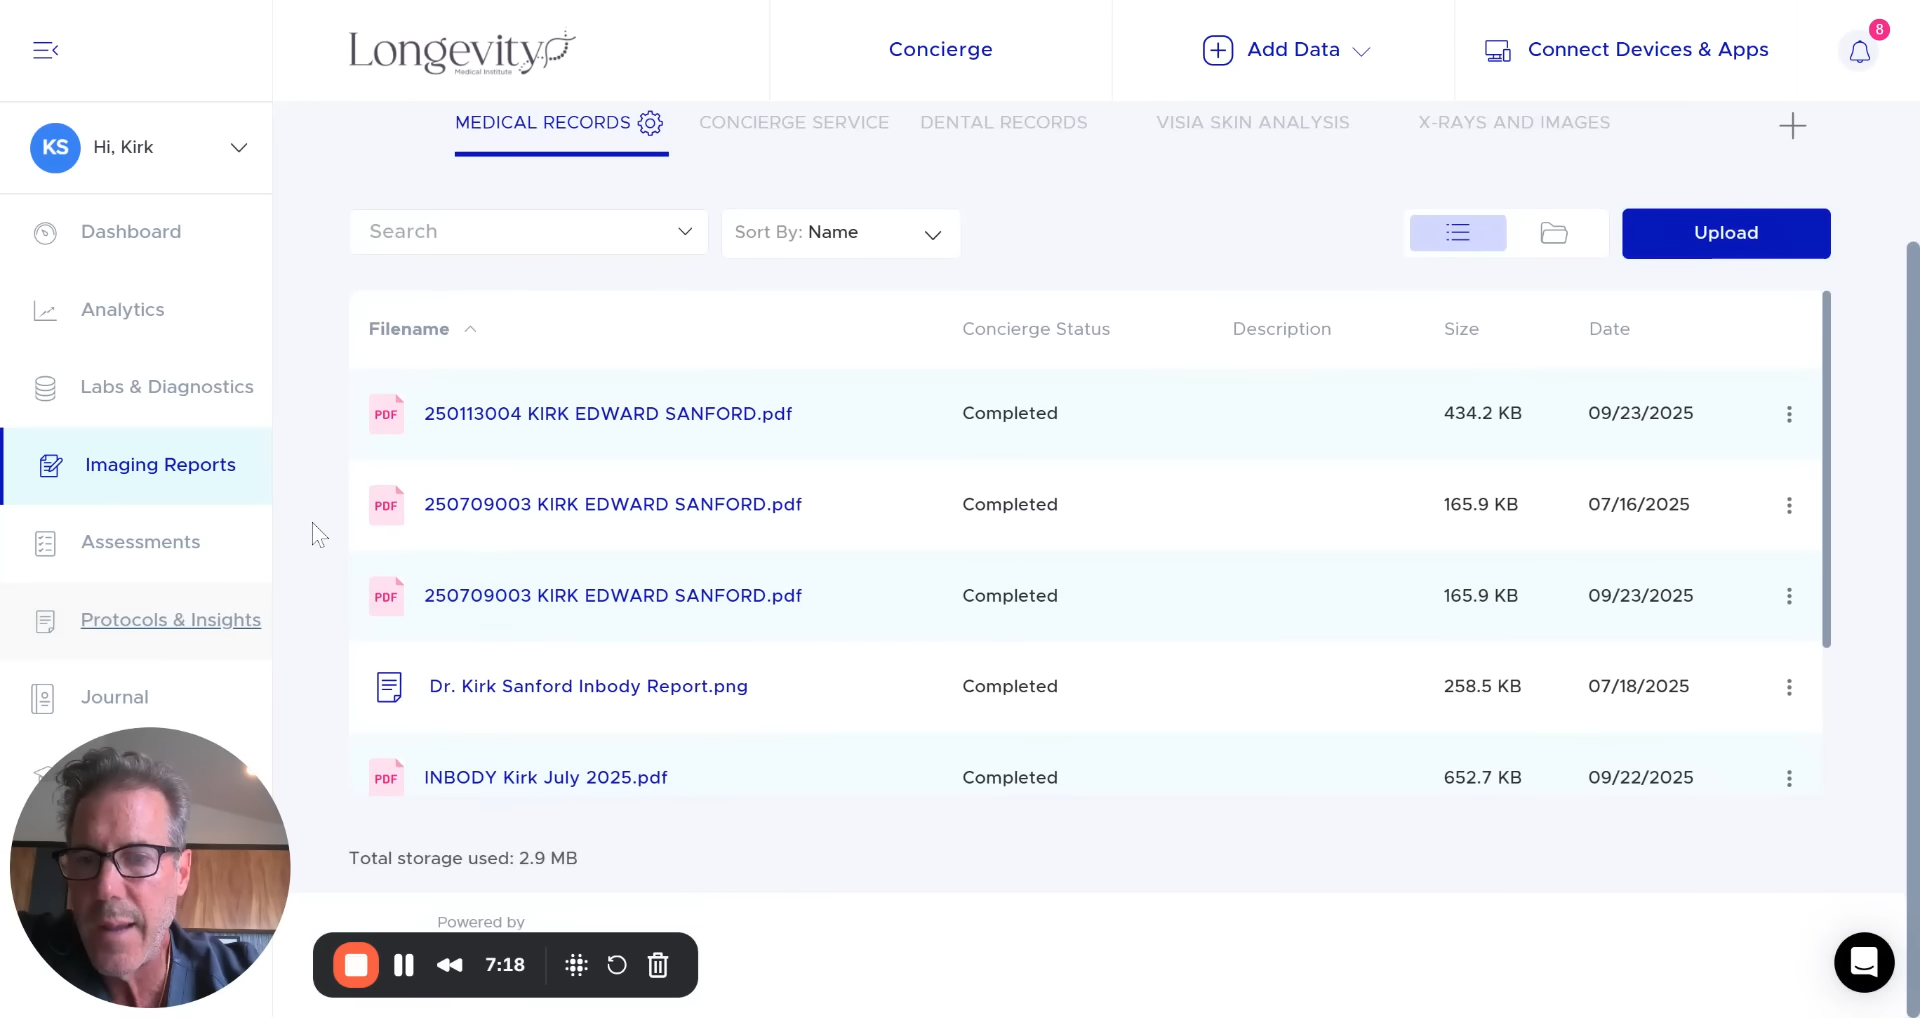 Longevity
Medical Institute
Concierge
Add Data
Connect Devices & Apps
8
KS
Hi, Kirk
MEDICAL RECORDS
CONCIERGE SERVICE
DENTAL RECORDS
VISIA SKIN ANALYSIS
X-RAYS AND IMAGES
Dashboard
Analytics
Labs & Diagnostics
Imaging Reports
Assessments
Protocols & Insights
Journal
Search
Sort By: Name
Upload
Filename Concierge Status Description Size Date
PDF 250113004 KIRK EDWARD SANFORD.pdf Completed 434.2 KB 09/23/2025
PDF 250709003 KIRK EDWARD SANFORD.pdf Completed 165.9 KB 07/16/2025
PDF 250709003 KIRK EDWARD SANFORD.pdf Completed 165.9 KB 09/23/2025
Dr. Kirk Sanford Inbody Report.png Completed 258.5 KB 07/18/2025
PDF INBODY Kirk July 2025.pdf Completed 652.7 KB 09/22/2025
Total storage used: 2.9 MB
Powered by
7:18